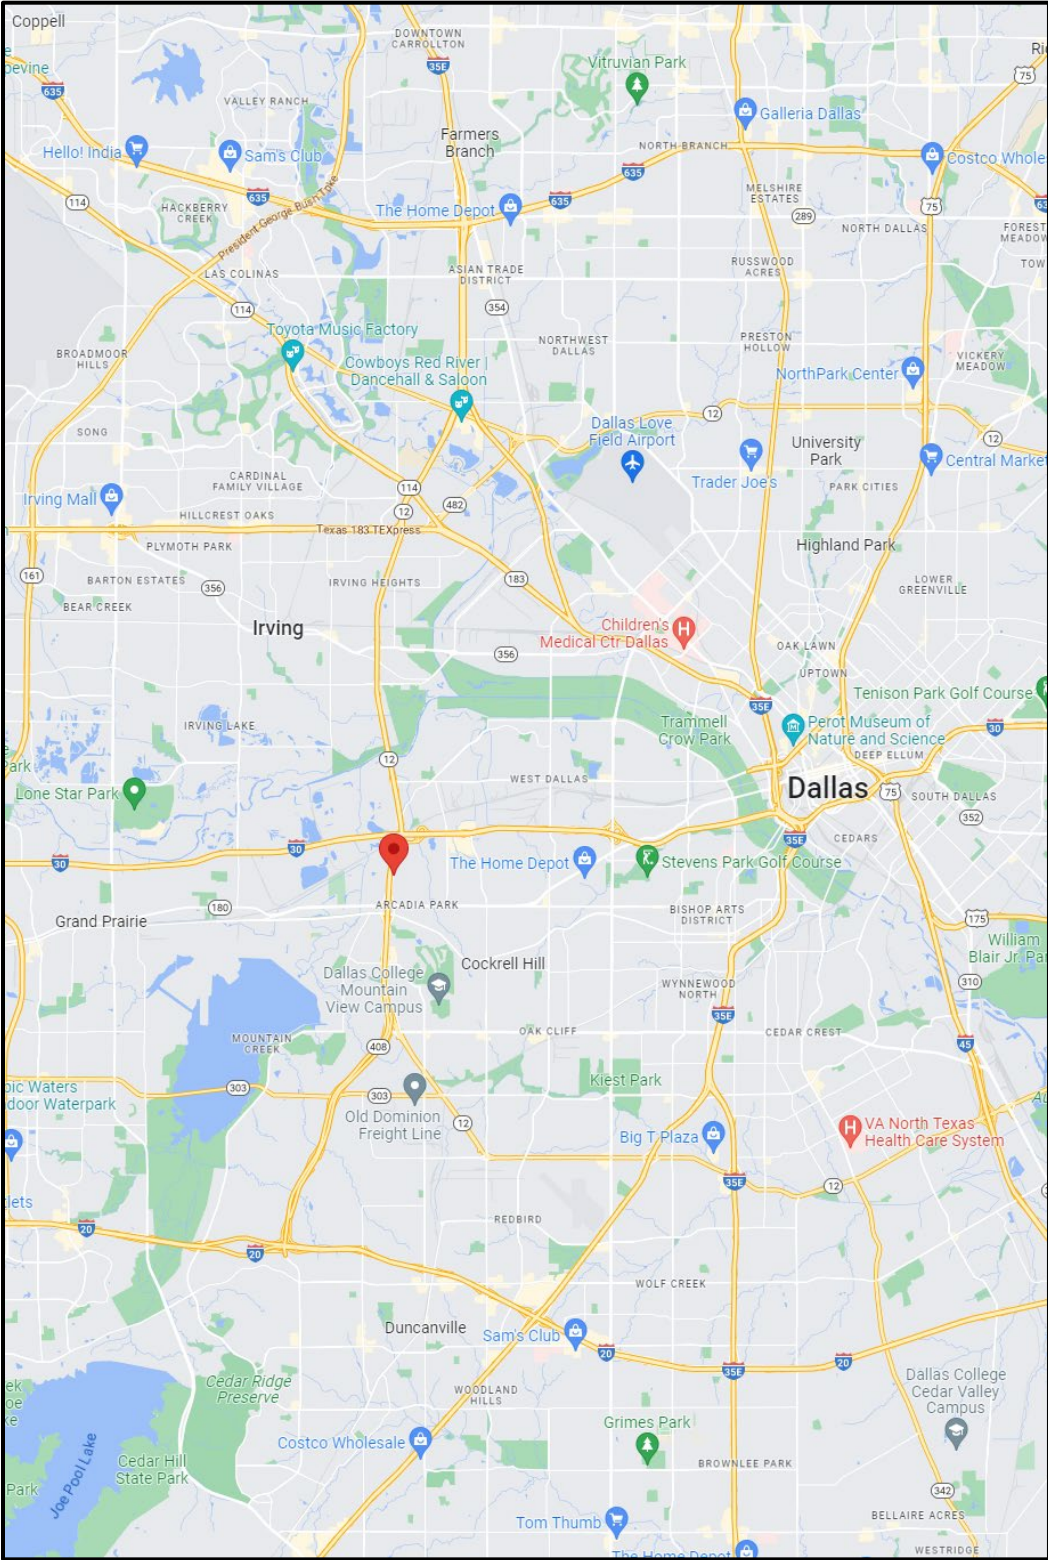 Coppell
DOWNTOWN
CARROLLTON
35E
Vitruvian Park
75
635
VALLEY RANCH
Galleria Dallas
Farmers
Branch
Hello! India
Sam's Club
NORTH BRANCH
Costco Whole
635
635
635
114
The Home Depot
HACKBERRY
CREEK
President George Bush Tpke
MELSHIRE
ESTATES
289
75
NORTH DALLAS
FOREST
MEADOW
TOW
LAS COLINAS
ASIAN TRADE
DISTRICT
RUSSWOOD
ACRES
114
354
Toyota Music Factory
NORTHWEST
DALLAS
PRESTON
HOLLOW
BROADMOOR
HILLS
Cowboys Red River |
Dancehall & Saloon
VICKERY
MEADOW
NorthPark Center
12
SONG
Dallas Love
Field Airport
University
Park
12
CARDINAL
FAMILY VILLAGE
Trader Joe's
Central Market
Irving Mall
114
PARK CITIES
482
12
HILLCREST OAKS
Texas 183 TEXpress
PLYMOTH PARK
Highland Park
161
BARTON ESTATES
356
IRVING HEIGHTS
183
LOWER
GREENVILLE
BEAR CREEK
Irving
Children's
Medical Ctr Dallas
356
OAK LAWN
UPTOWN
35E
Tenison Park Golf Course
IRVING LAKE
Trammell
Crow Park
Perot Museum of
Nature and Science
30
DEEP ELLUM
Park
12
WEST DALLAS
Dallas
75
SOUTH DALLAS
Lone Star Park
352
30
30
35E
CEDARS
The Home Depot
Stevens Park Golf Course
180
ARCADIA PARK
Grand Prairie
BISHOP ARTS
DISTRICT
175
William
Blair Jr. Pa
Cockrell Hill
Dallas College
Mountain
View Campus
WYNNEWOOD
NORTH
310
35E
MOUNTAIN
CREEK
OAK CLIFF
CEDAR CREST
408
45
Kiest Park
303
303
pic Waters
door Waterpark
Old Dominion
Freight Line
12
Big T Plaza
VA North Texas
Health Care System
35E
12
lets
20
REDBIRD
20
WOLF CREEK
Duncanville
Sam's Club
20
20
35E
Dallas College
Cedar Valley
Campus
Cedar Ridge
Preserve
WOODLAND
HILLS
Grimes Park
Costco Wholesale
Joe Pool Lake
Cedar Hill
State Park
BROWNLEE PARK
Park
342
BELLAIRE ACRES
Tom Thumb
The Home Depot
WESTRIDGE